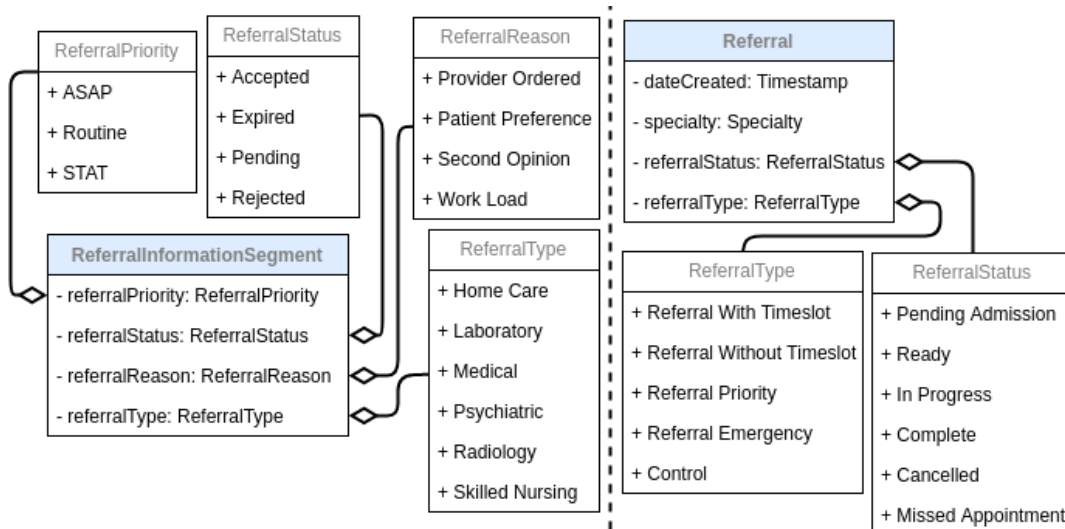 ReferralPriority
+ ASAP
+ Routine
+ STAT
ReferralStatus
+ Accepted
+ Expired
+ Pending
+ Rejected
ReferralReason
+ Provider Ordered
+ Patient Preference
+ Second Opinion
+ Work Load
ReferralInformationSegment
- referralPriority: ReferralPriority
- referralStatus: ReferralStatus
- referralReason: ReferralReason
- referralType: ReferralType
ReferralType
+ Home Care
+ Laboratory
+ Medical
+ Psychiatric
+ Radiology
+ Skilled Nursing
Referral
- dateCreated: Timestamp
- specialty: Specialty
- referralStatus: ReferralStatus
- referralType: ReferralType
ReferralType
+ Referral With Timslot
+ Referral Without Timeslot
+ Referral Priority
+ Referral Emergency
+ Control
ReferralStatus
+ Pending Admission
+ Ready
+ In Progress
+ Complete
+ Cancelled
+ Missed Appointment